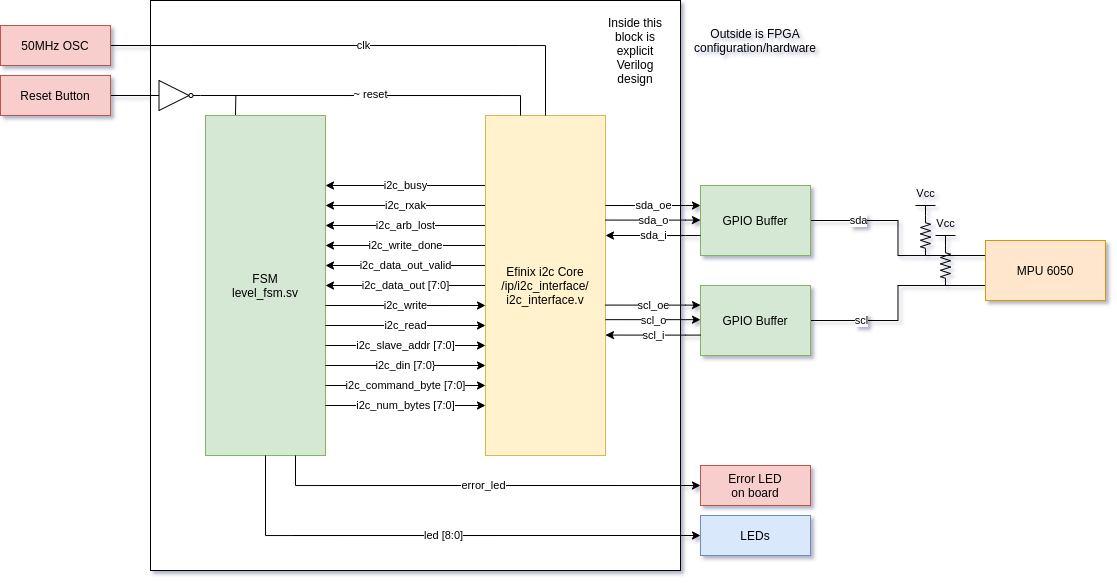 50MHz OSC
clk
Inside this
block is
explicit
Verilog
design
Outside is FPGA
configuration/hardware
Reset Button
~ reset
i2c_busy
i2c_rxak
i2c_arb_lost
i2c_write_done
i2c_data_out_valid
i2c_data_out [7:0]
i2c_write
i2c_read
i2c_slave_addr [7:0]
i2c_din [7:0}
i2c_command_byte [7:0]
i2c_num_bytes [7:0]
FSM
level_fsm.sv
Efinix i2c Core
/ip/i2c_interface/
i2c_interface.v
sda_oe
sda_o
sda_i
scl_oe
scl_o
scl_i
GPIO Buffer
GPIO Buffer
sda
scl
Vcc
Vcc
MPU 6050
error_led
Error LED
on board
led [8:0]
LEDs